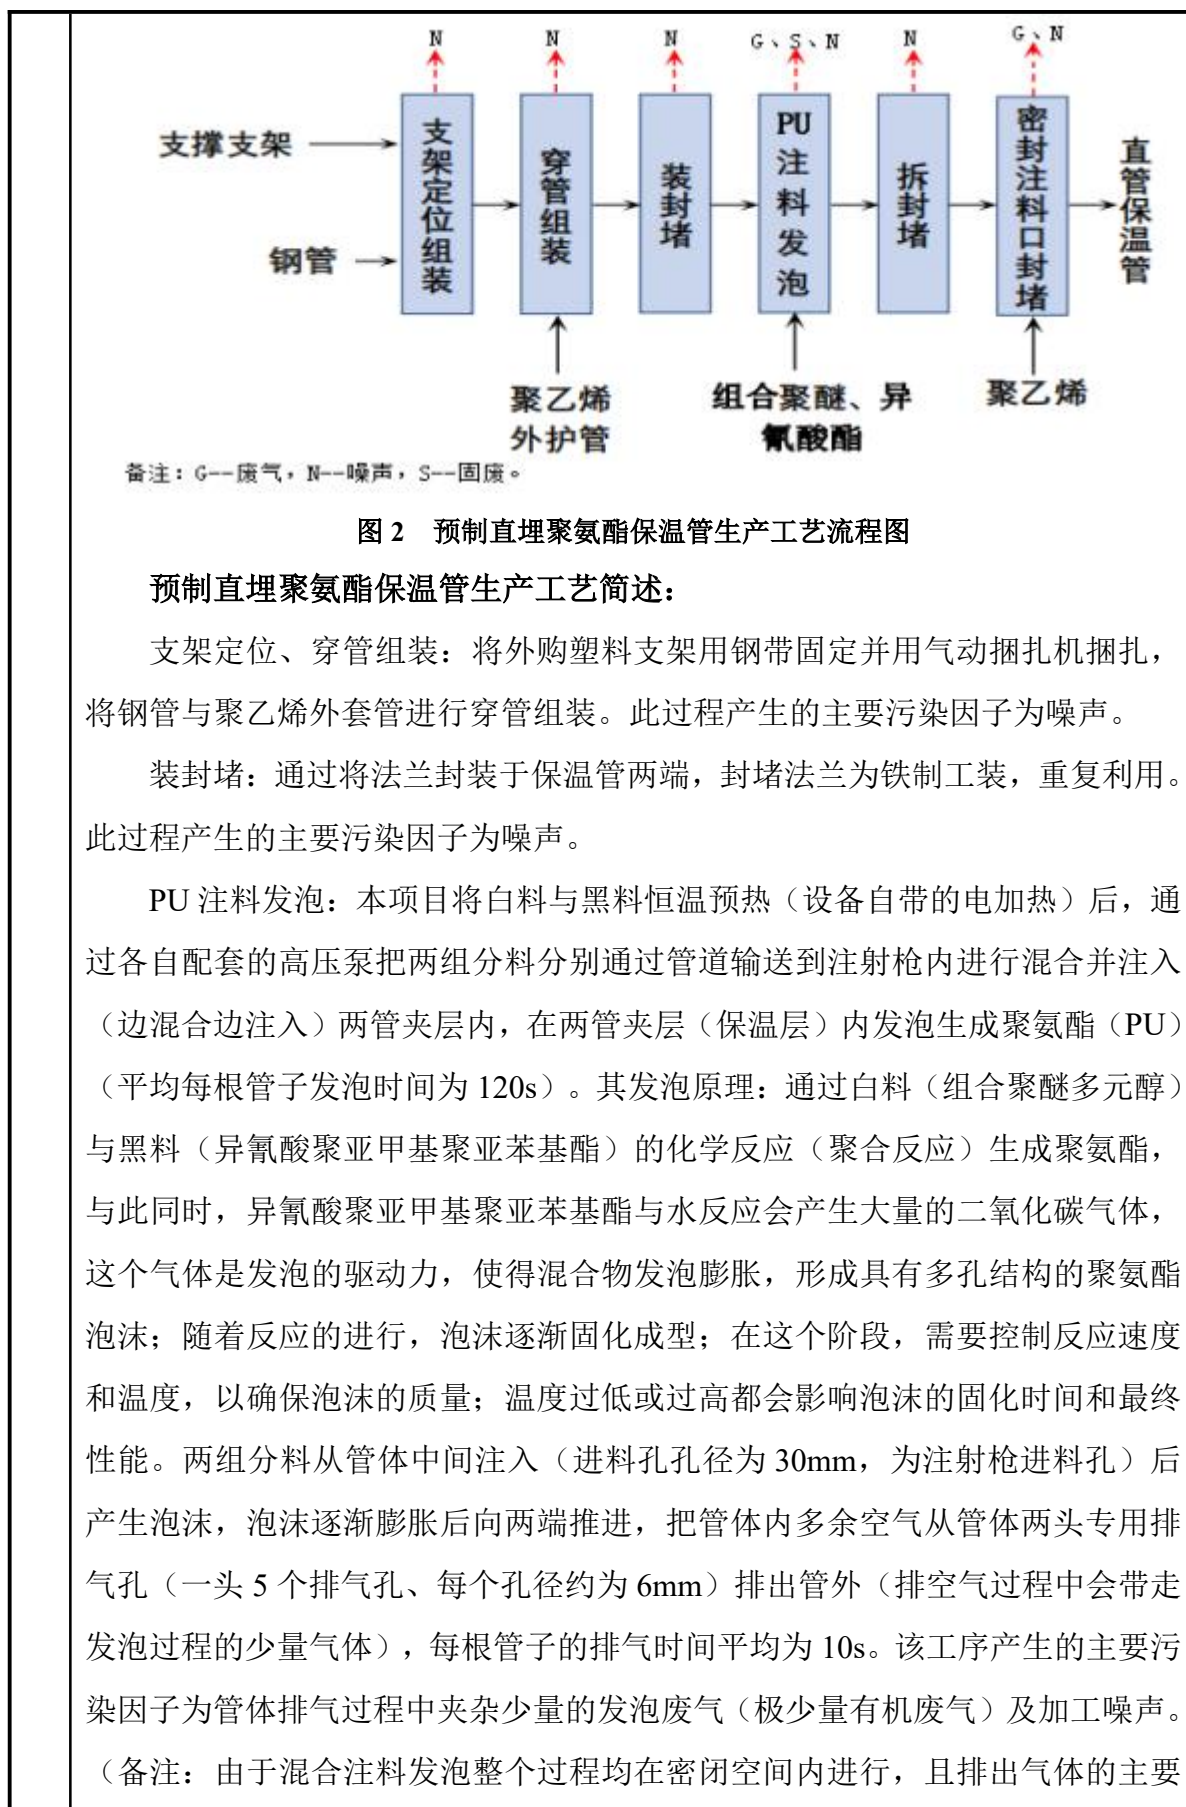 N
N
N
G、S、N
N
G、N
支撑支架
钢管
支架定位组装
穿管组装
装封堵
PU注料发泡
拆封堵
密封注料口封堵
直管保温管
聚乙烯
外护管
组合聚醚、异
氰酸酯
聚乙烯
备注：G--废气，N--噪声，S--固废。
图 2 预制直埋聚氨酯保温管生产工艺流程图
预制直埋聚氨酯保温管生产工艺简述：
支架定位、穿管组装：将外购塑料支架用钢带固定并用气动捆扎机捆扎，
将钢管与聚乙烯外套管进行穿管组装。此过程产生的主要污染因子为噪声。
装封堵：通过将法兰封装于保温管两端，封堵法兰为铁制工装，重复利用。
此过程产生的主要污染因子为噪声。
PU 注料发泡：本项目将白料与黑料恒温预热（设备自带的电加热）后，通
过各自配套的高压泵把两组分料分别通过管道输送到注射枪内进行混合并注入
（边混合边注入）两管夹层内，在两管夹层（保温层）内发泡生成聚氨酯（PU）
（平均每根管子发泡时间为 120s）。其发泡原理：通过白料（组合聚醚多元醇）
与黑料（异氰酸聚亚甲基聚亚苯基酯）的化学反应（聚合反应）生成聚氨酯，
与此同时，异氰酸聚亚甲基聚亚苯基酯与水反应会产生大量的二氧化碳气体，
这个气体是发泡的驱动力，使得混合物发泡膨胀，形成具有多孔结构的聚氨酯
泡沫；随着反应的进行，泡沫逐渐固化成型；在这个阶段，需要控制反应速度
和温度，以确保泡沫的质量；温度过低或过高都会影响泡沫的固化时间和最终
性能。两组分料从管体中间注入（进料孔孔径为 30mm，为注射枪进料孔）后
产生泡沫，泡沫逐渐膨胀后向两端推进，把管体内多余空气从管体两头专用排
气孔（一头 5 个排气孔、每个孔径约为 6mm）排出管外（排空气过程中会带走
发泡过程的少量气体），每根管子的排气时间平均为 10s。该工序产生的主要污
染因子为管体排气过程中夹杂少量的发泡废气（极少量有机废气）及加工噪声。
（备注：由于混合注料发泡整个过程均在密闭空间内进行，且排出气体的主要